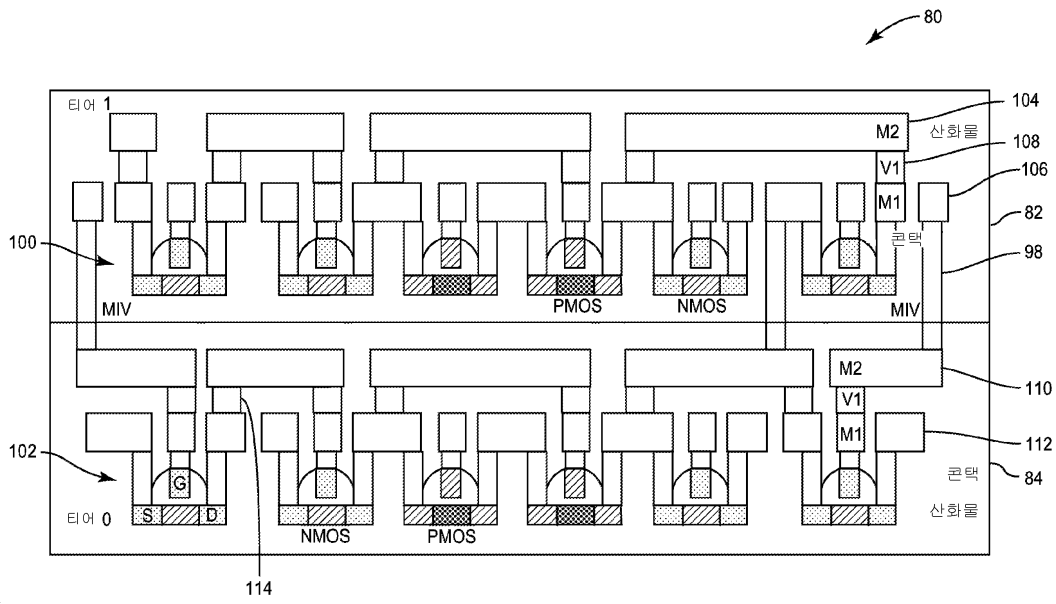 80
티어 1
104
M2 산화물
108
V1
106
M1
82
콘택
100
98
PMOS NMOS
MIV MIV
M2
110
V1
M1
112
102
콘택
G
84
티어 0 S D 산화물
NMOS PMOS
114